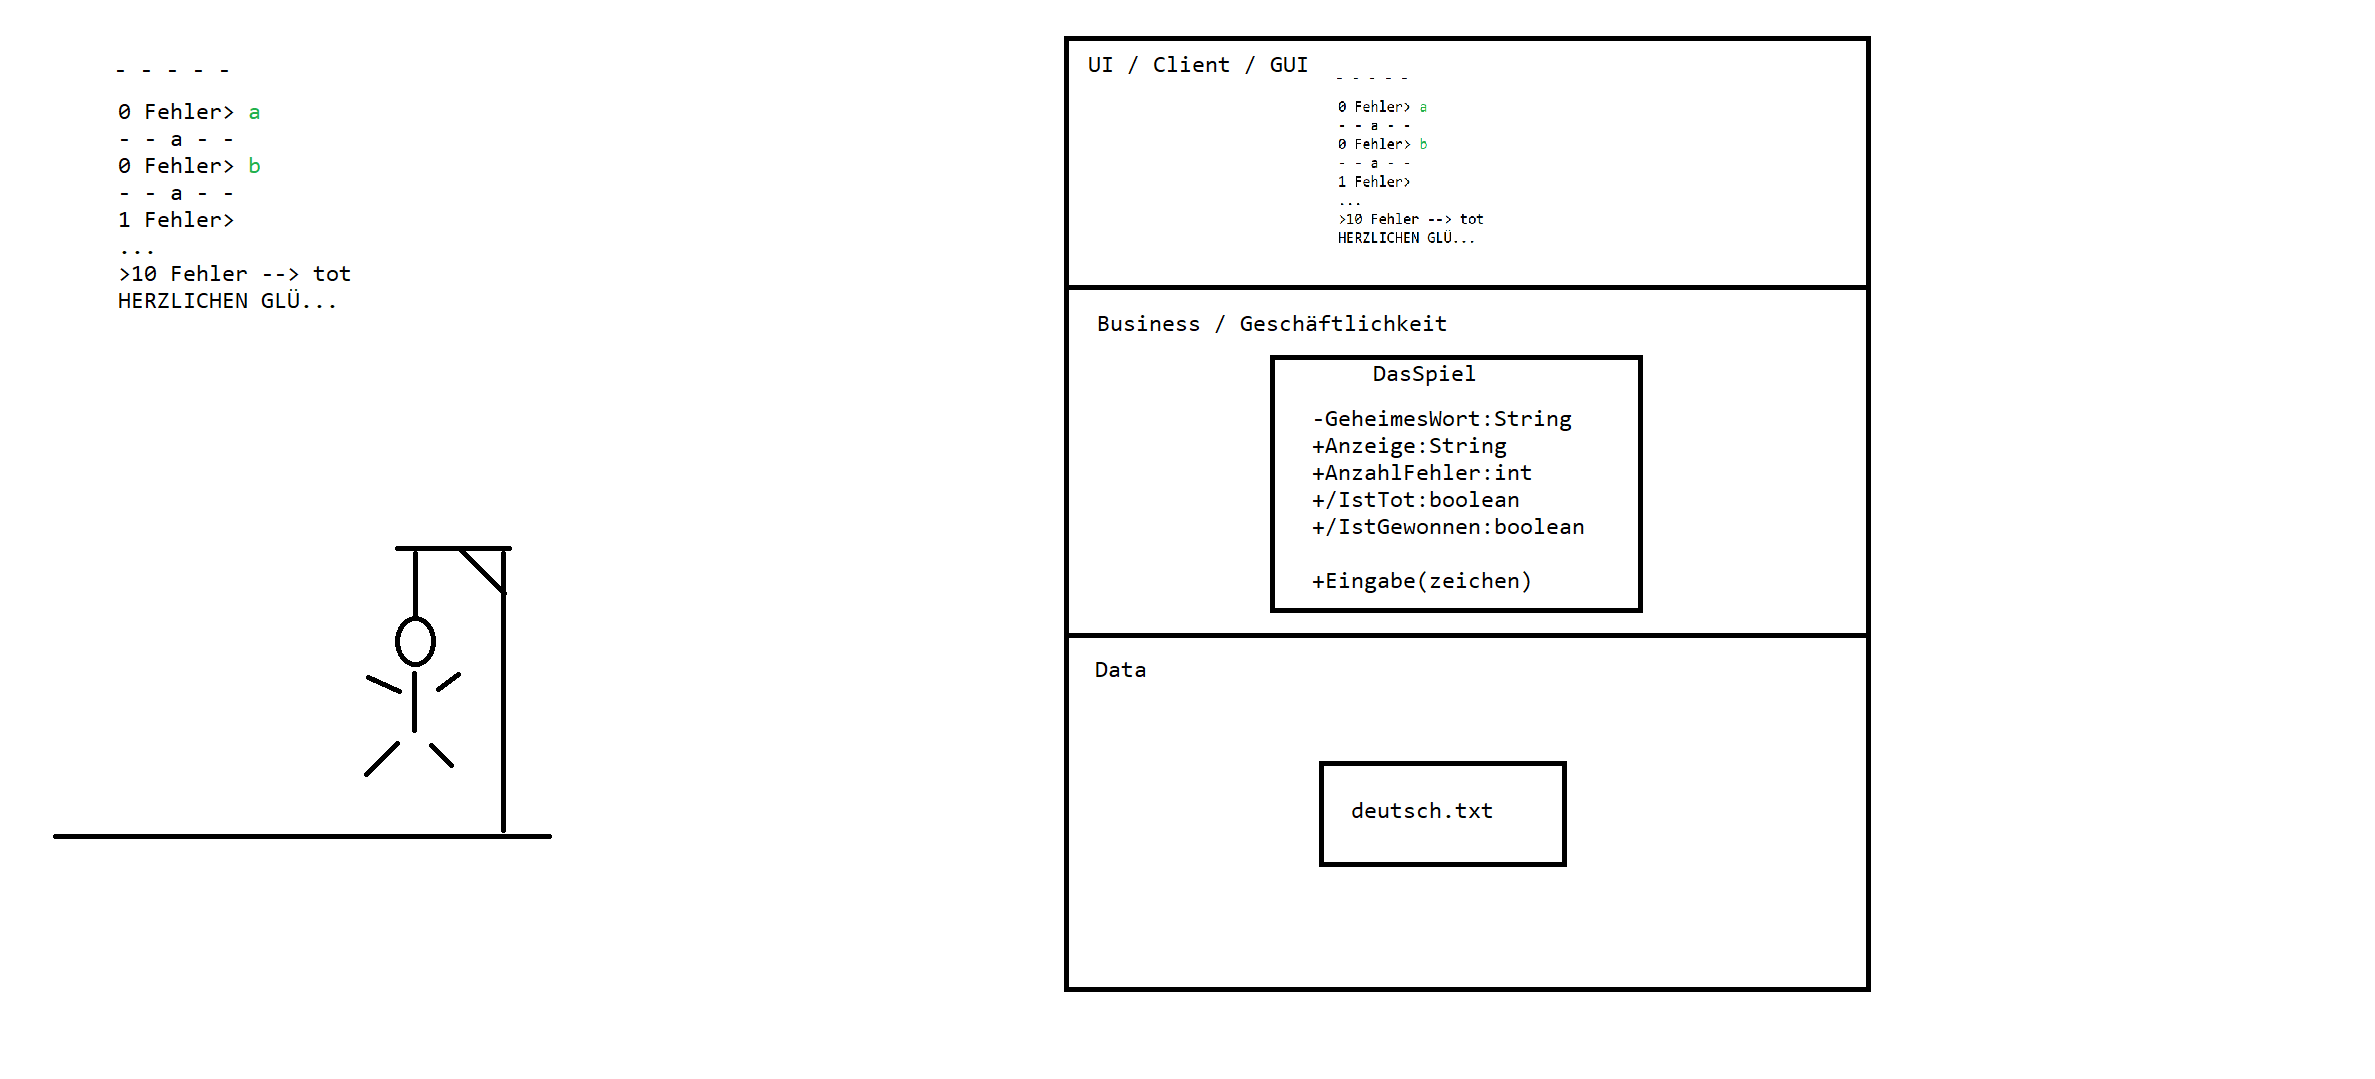 - - - - -
0 Fehler> a
- - a - -
0 Fehler> b
- - a - -
1 Fehler>
...
>10 Fehler --> tot
HERZLICHEN GLÜ...
UI / Client / GUI
- - - - -
0 Fehler> a
- - a - -
0 Fehler> b
- - a - -
1 Fehler>
...
>10 Fehler --> tot
HERZLICHEN GLÜ...
Business / Geschäftlichkeit
DasSpiel
-GeheimesWort:String
+Anzeige:String
+AnzahlFehler:int
+/IstTot:boolean
+/IstGewonnen:boolean
+Eingabe(zeichen)
Data
deutsch.txt